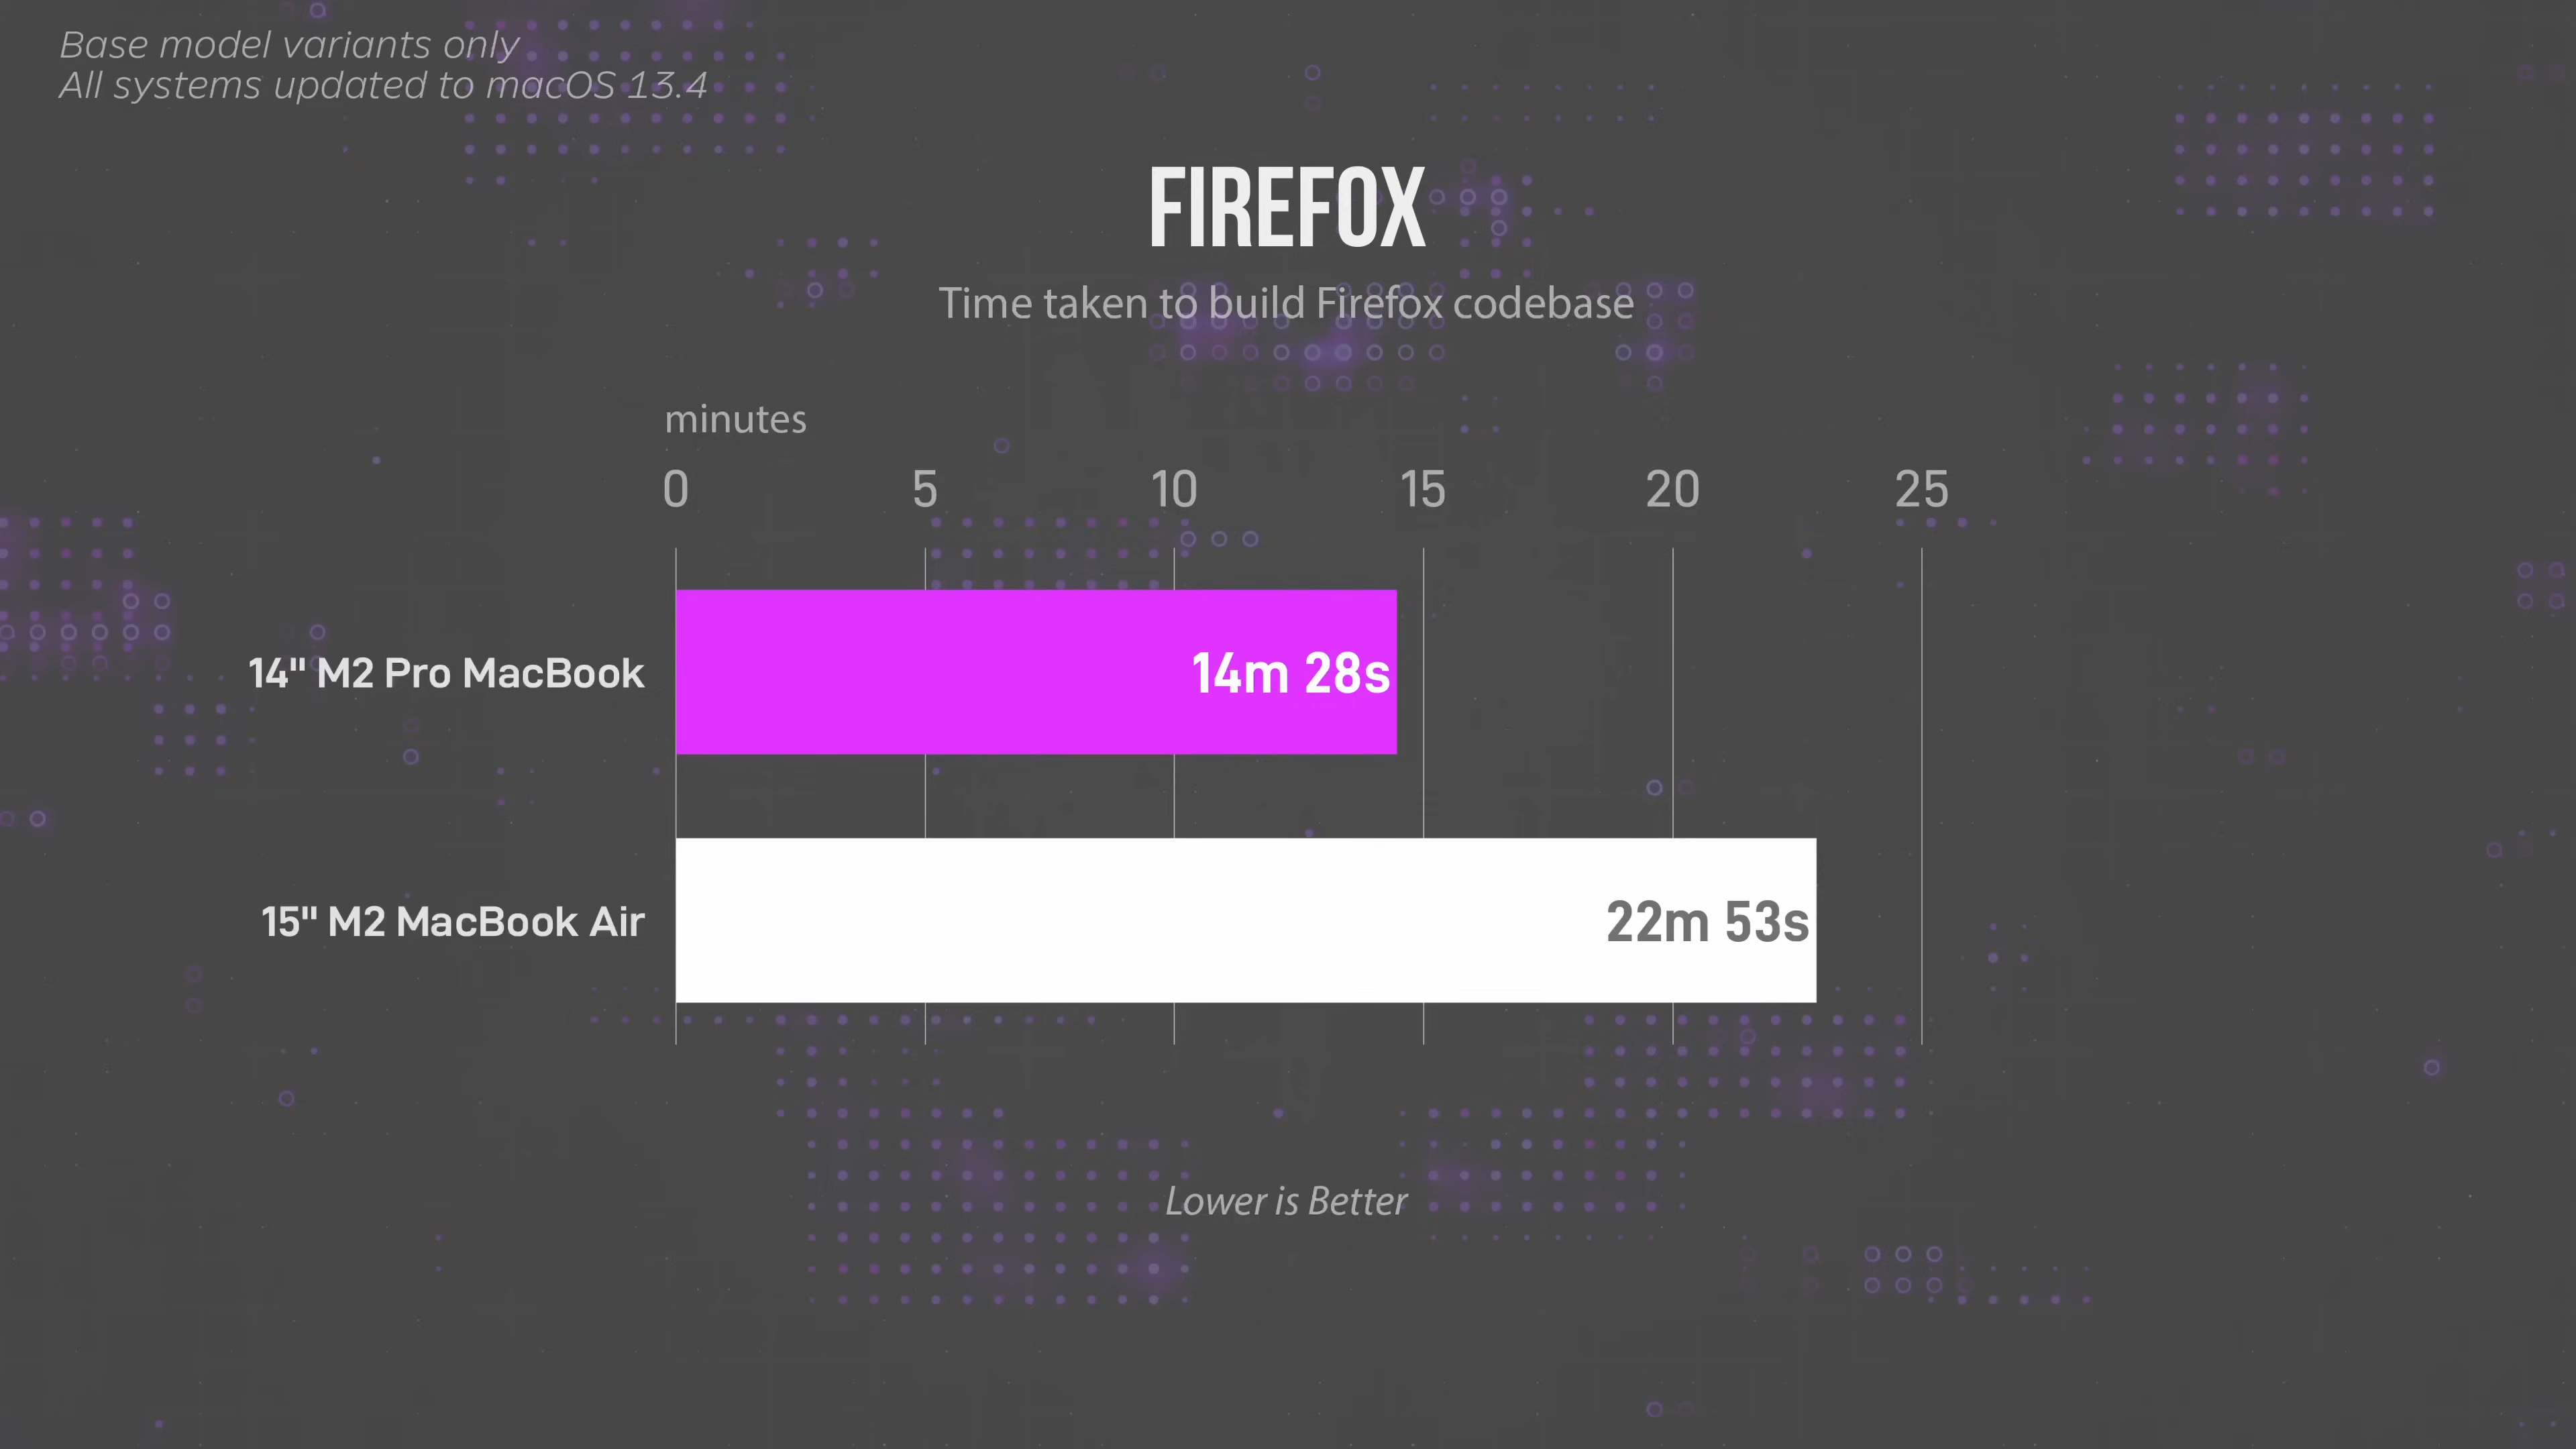 Base model variants only
All systems updated to macOS 13.4
FIREFOX
Time taken to build Firefox codebase
minutes
0 5 10 15 20 25
14" M2 Pro MacBook 14m 28s
15" M2 MacBook Air 22m 53s
Lower is Better